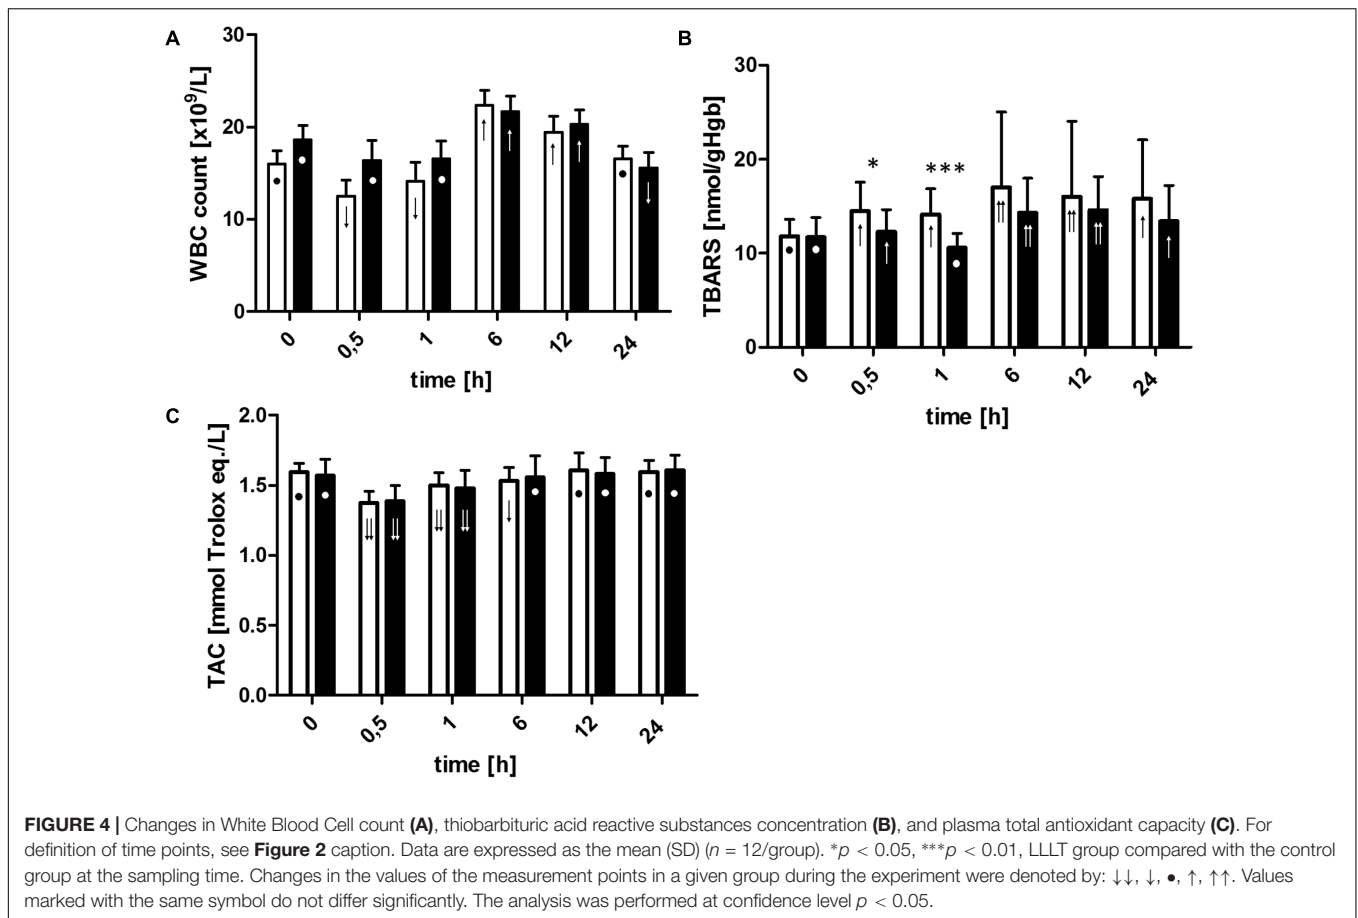 A
WBC count [x10⁹/L]
30
20
10
0
0 0,5 1 6 12 24
time [h]
B
TBARS [nmol/gHgb]
30
20
10
0
* ***
0 0,5 1 6 12 24
time [h]
C
TAC [mmol Trolox eq./L]
2.0
1.5
1.0
0.5
0.0
0 0,5 1 6 12 24
time [h]
FIGURE 4 | Changes in White Blood Cell count (A), thiobarbituric acid reactive substances concentration (B), and plasma total antioxidant capacity (C). For
definition of time points, see Figure 2 caption. Data are expressed as the mean (SD) (n = 12/group). *p < 0.05, ***p < 0.01, LLLT group compared with the control
group at the sampling time. Changes in the values of the measurement points in a given group during the experiment were denoted by: ↓↓, ↓, •, ↑, ↑↑. Values
marked with the same symbol do not differ significantly. The analysis was performed at confidence level p < 0.05.